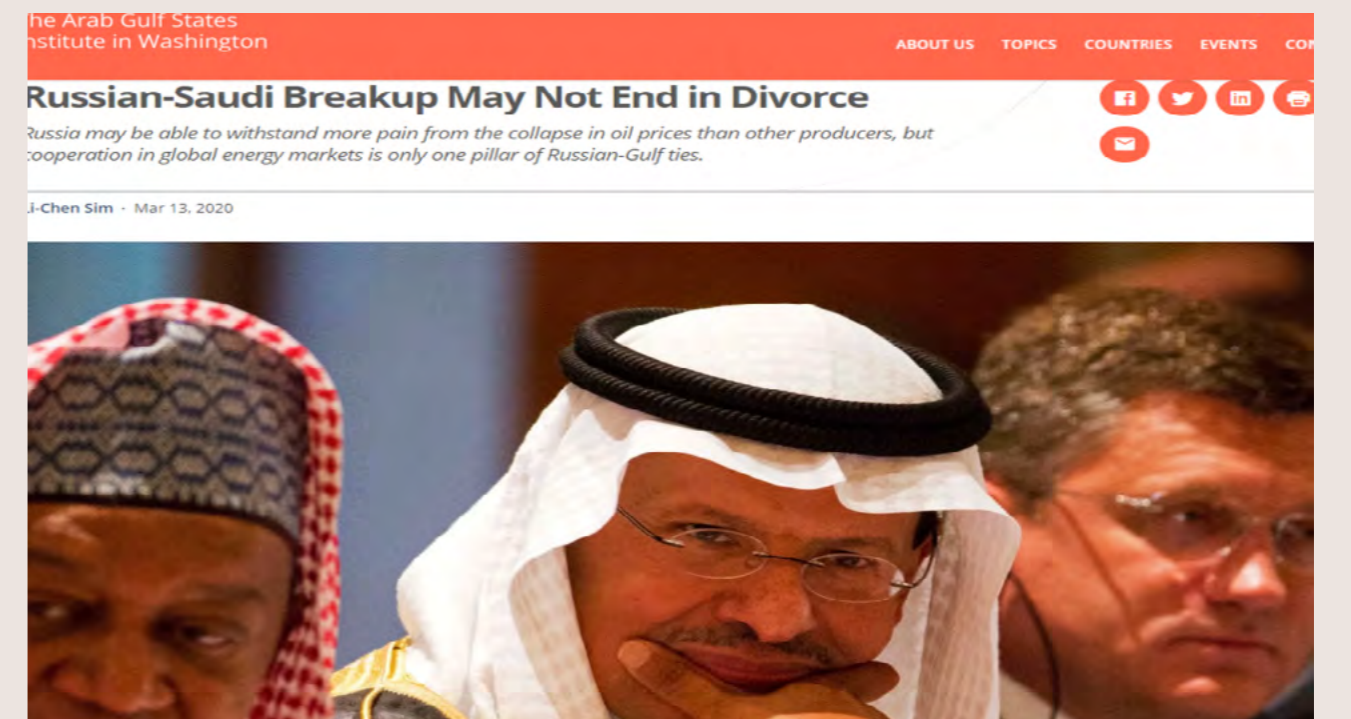 he Arab Gulf States
nstitute in Washington
ABOUT US TOPICS COUNTRIES EVENTS CON
Russian-Saudi Breakup May Not End in Divorce
Russia may be able to withstand more pain from the collapse in oil prices than other producers, but
cooperation in global energy markets is only one pillar of Russian-Gulf ties.
i-Chen Sim · Mar 13, 2020